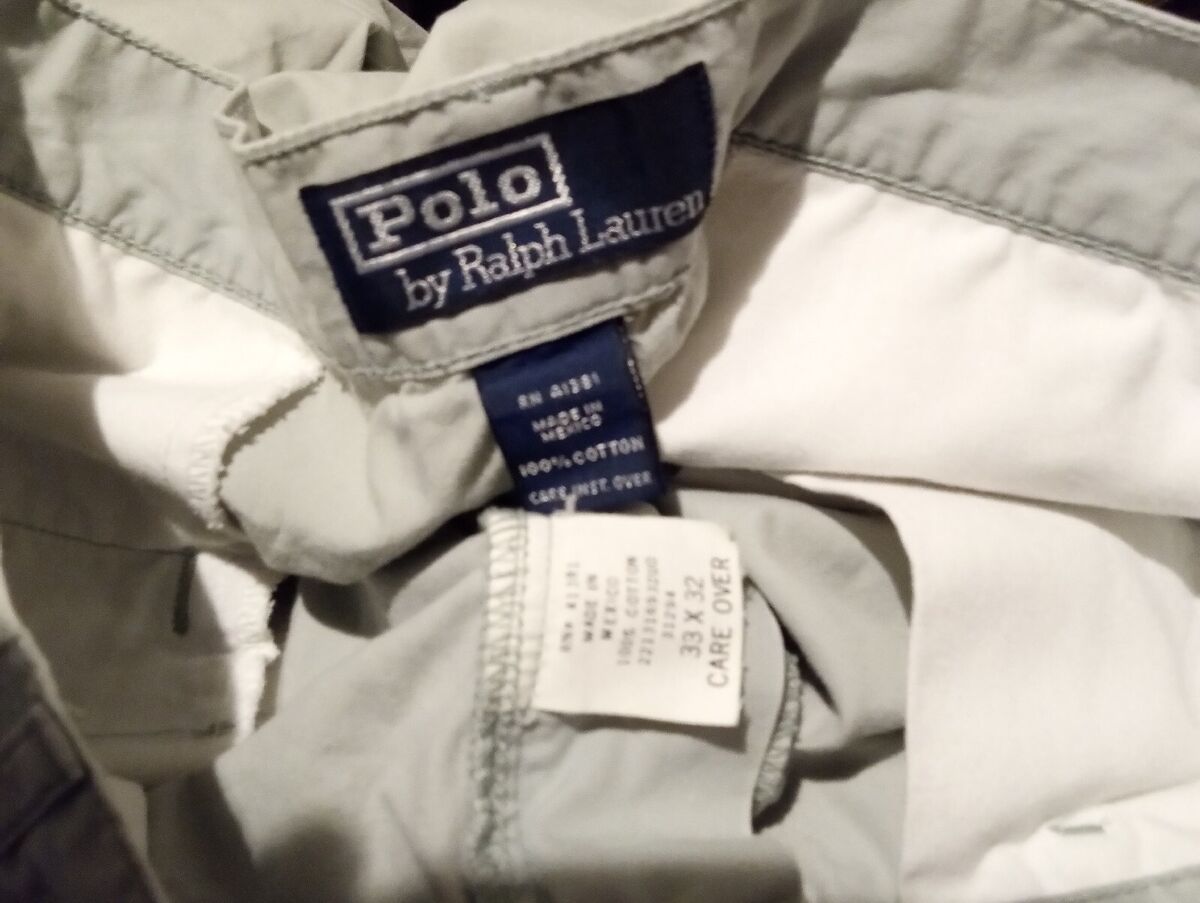 Polo
by Ralph Lauren
RN 41381
MADE IN
MEXICO
100% COTTON
CARE INST. OVER
RN# 41381
MADE IN
MEXICO
100% COTTON
33 X 32
CARE OVER